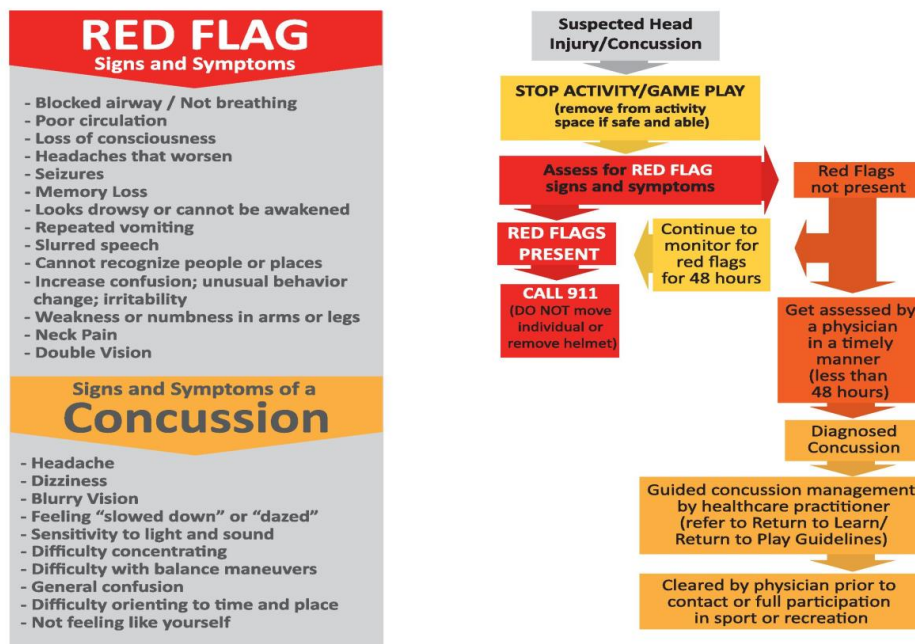 RED FLAG
Signs and Symptoms
- Blocked airway / Not breathing
- Poor circulation
- Loss of consciousness
- Headaches that worsen
- Seizures
- Memory Loss
- Looks drowsy or cannot be awakened
- Repeated vomiting
- Slurred speech
- Cannot recognize people or places
- Increase confusion; unusual behavior
change; irritability
- Weakness or numbness in arms or legs
- Neck Pain
- Double Vision
Signs and Symptoms of a
Concussion
- Headache
- Dizziness
- Blurry Vision
- Feeling “slowed down” or “dazed”
- Sensitivity to light and sound
- Difficulty concentrating
- Difficulty with balance maneuvers
- General confusion
- Difficulty orienting to time and place
- Not feeling like yourself
Suspected Head
Injury/Concussion
STOP ACTIVITY/GAME PLAY
(remove from activity
space if safe and able)
Assess for RED FLAG
signs and symptoms
Red Flags
not present
RED FLAGS
PRESENT
Continue to
monitor for
red flags
for 48 hours
CALL 911
(DO NOT move
individual or
remove helmet)
Get assessed by
a physician
in a timely
manner
(less than
48 hours)
Diagnosed
Concussion
Guided concussion management
by healthcare practitioner
(refer to Return to Learn/
Return to Play Guidelines)
Cleared by physician prior to
contact or full participation
in sport or recreation